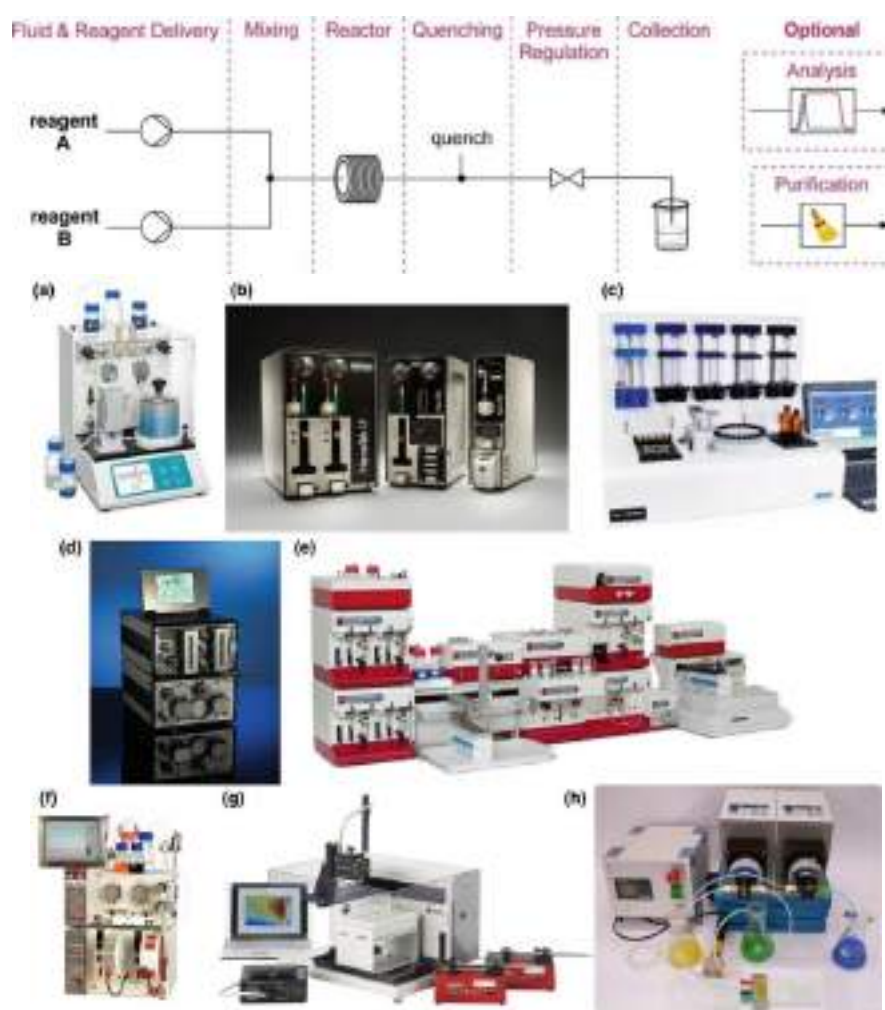 Fluid & Reagent Delivery
Mixing
Reactor
Quenching
Pressure
Regulation
Collection
Optional
Analysis
reagent
A
quench
Purification
reagent
B
(a)
(b)
(c)
(d)
(e)
(f)
(g)
(h)